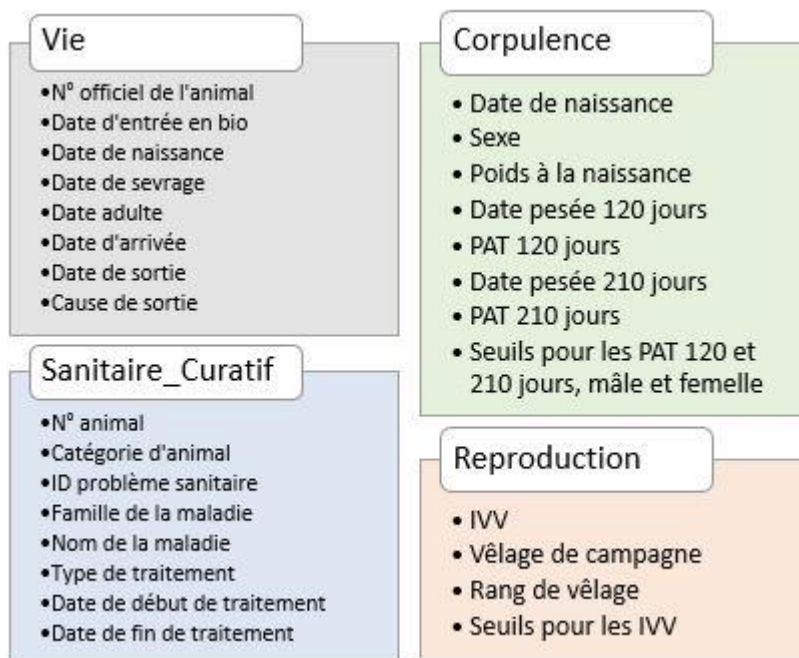 Vie
•N° officiel de l'animal
•Date d'entrée en bio
•Date de naissance
•Date de sevrage
•Date adulte
•Date d'arrivée
•Date de sortie
•Cause de sortie
Sanitaire_Curatif
•N° animal
•Catégorie d'animal
•ID problème sanitaire
•Famille de la maladie
•Nom de la maladie
•Type de traitement
•Date de début de traitement
•Date de fin de traitement
Corpulence
• Date de naissance
• Sexe
• Poids à la naissance
• Date pesée 120 jours
• PAT 120 jours
• Date pesée 210 jours
• PAT 210 jours
• Seuils pour les PAT 120 et
210 jours, mâle et femelle
Reproduction
• IVV
• Vêlage de campagne
• Rang de vêlage
• Seuils pour les IVV